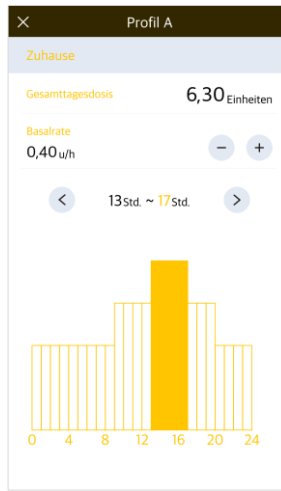 Profil A
Zuhause
Gesamttagesdosis 6,30 Einheiten
Basalrate
0,40 u/h
13 Std. ~ 17 Std.
0 4 8 12 16 20 24